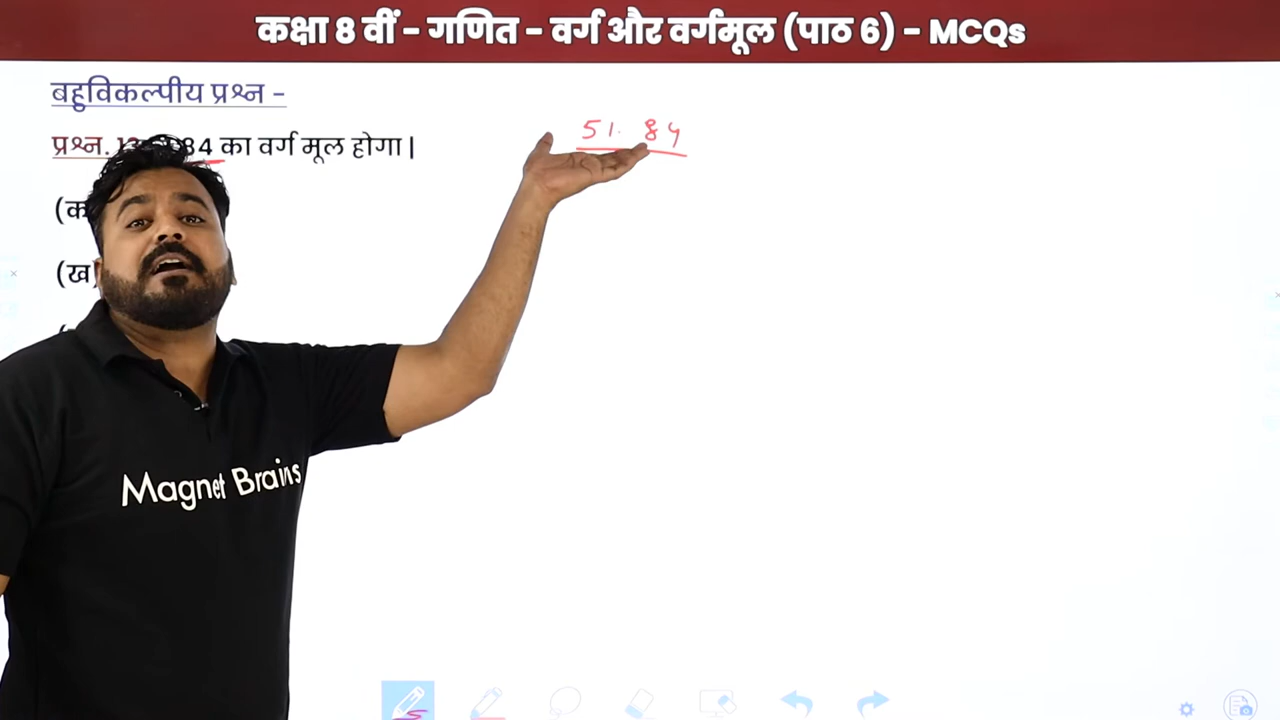 कक्षा 8 वीं - गणित - वर्ग और वर्गमूल (पाठ 6) - MCQs
बहुविकल्पीय प्रश्न -
प्रश्न. 13 84 का वर्ग मूल होगा |
51. 84
(क
(ख)
Magnet Brains